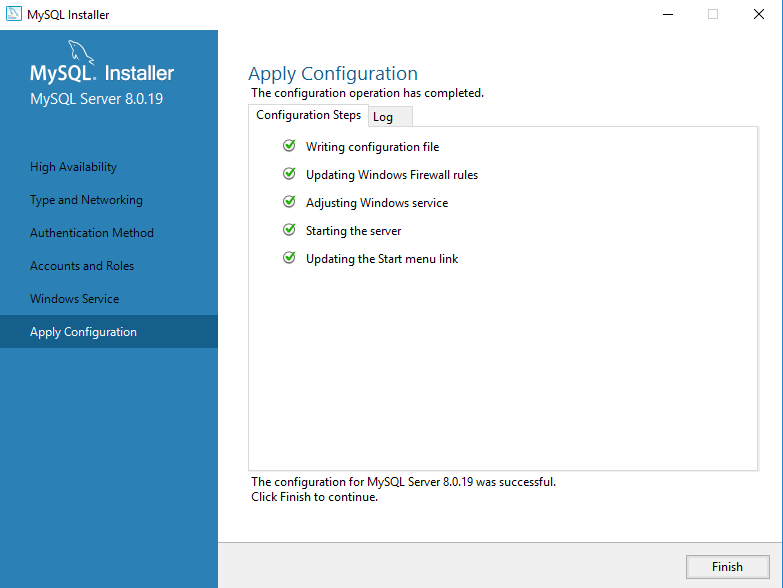 MySQL Installer
MySQL. Installer
MySQL Server 8.0.19
High Availability
Type and Networking
Authentication Method
Accounts and Roles
Windows Service
Apply Configuration
Apply Configuration
The configuration operation has completed.
Configuration Steps
Log
Writing configuration file
Updating Windows Firewall rules
Adjusting Windows service
Starting the server
Updating the Start menu link
The configuration for MySQL Server 8.0.19 was successful.
Click Finish to continue.
Finish